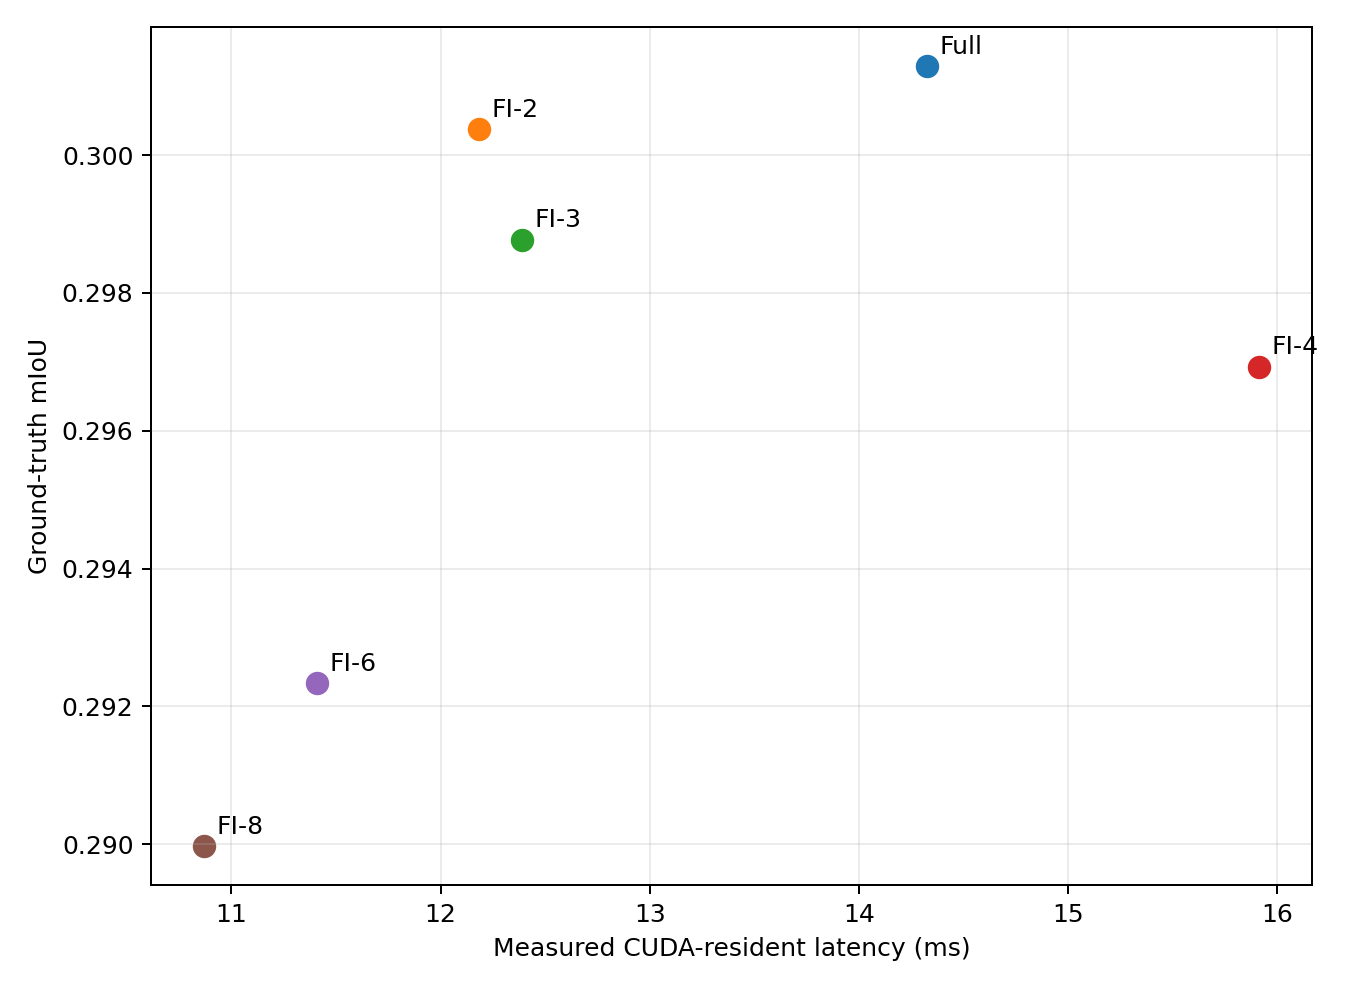 Full
FI-2
0.300
FI-3
0.298
FI-4
0.296
Ground-truth mIoU
0.294
FI-6
0.292
FI-8
0.290
11 12 13 14 15 16
Measured CUDA-resident latency (ms)